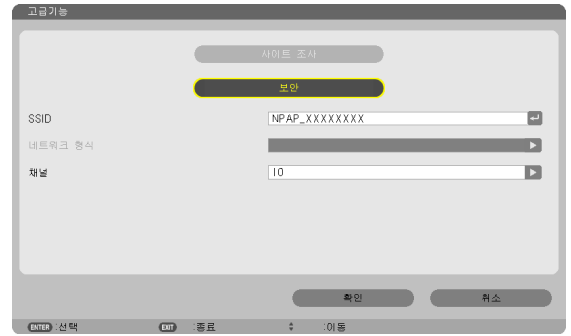 고급기능
사이트 조사
보안
SSID NPAP_XXXXXXXX
네트워크 형식
채널 10
확인 취소
ENTER :선택 EXIT :종료 :이동